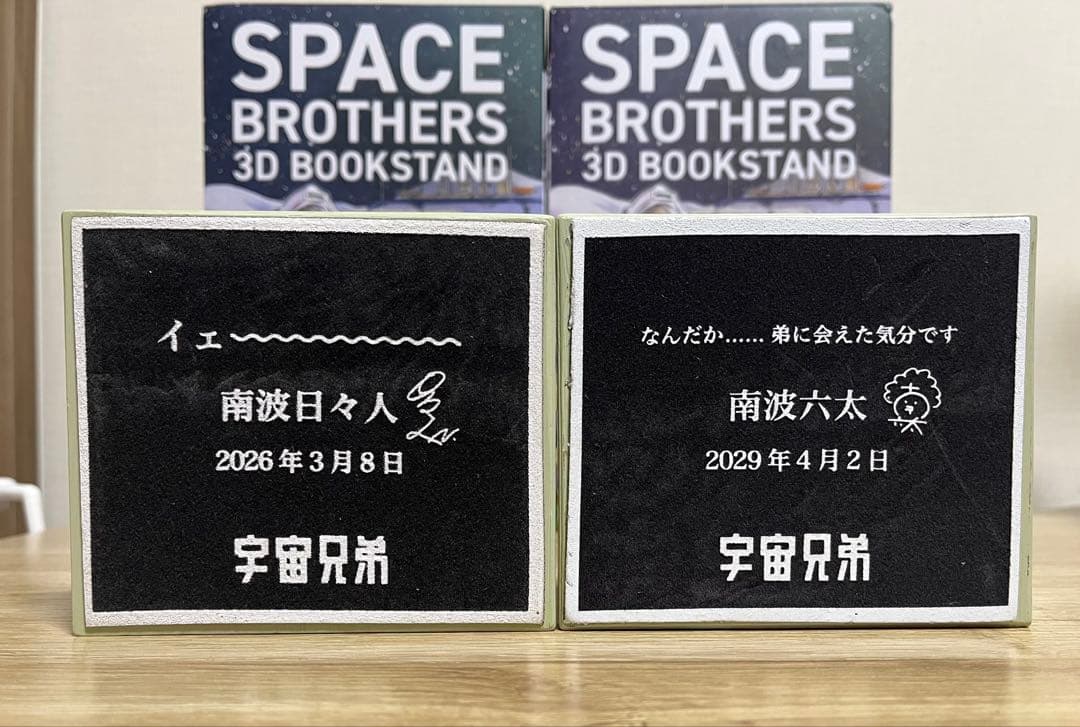 SPACE
BROTHERS
3D BOOKSTAND
SPACE
BROTHERS
3D BOOKSTAND
イェ〜〜〜〜〜〜〜〜
南波日々人
2026年3月8日
宇宙兄弟
なんだか…… 弟に会えた気分です
南波六太
2029年4月2日
宇宙兄弟